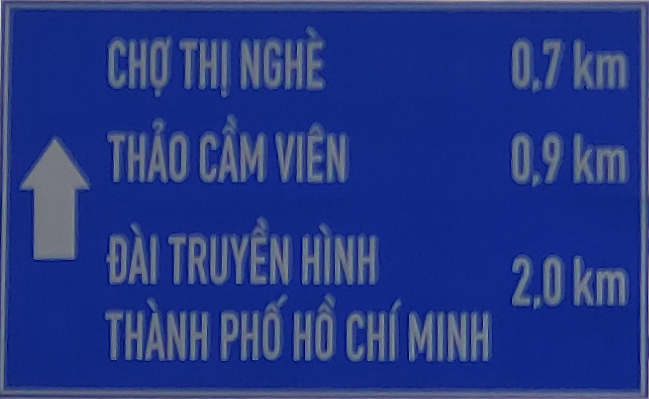 CHỢ THỊ NGHÈ 0,7 km
THẢO CẦM VIÊN 0,9 km
ĐÀI TRUYỀN HÌNH
THÀNH PHỐ HỒ CHÍ MINH 2,0 km